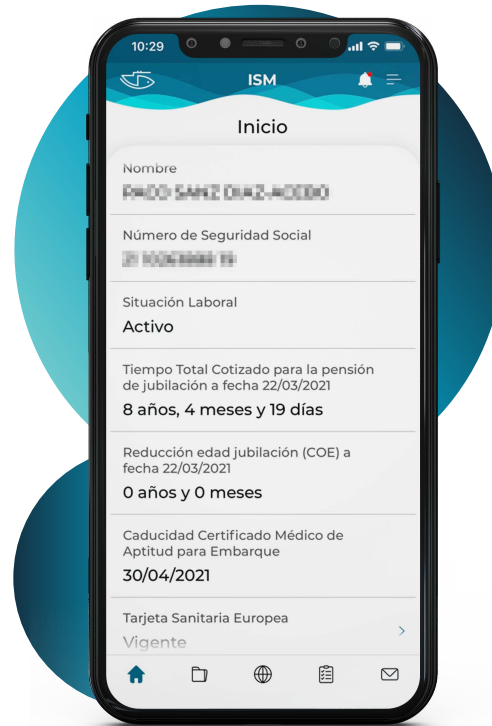 10:29
ISM
Inicio
Nombre
Número de Seguridad Social
Situación Laboral
Activo
Tiempo Total Cotizado para la pensión
de jubilación a fecha 22/03/2021
8 años, 4 meses y 19 días
Reducción edad jubilación (COE) a
fecha 22/03/2021
0 años y 0 meses
Caducidad Certificado Médico de
Aptitud para Embarque
30/04/2021
Tarjeta Sanitaria Europea
Vigente